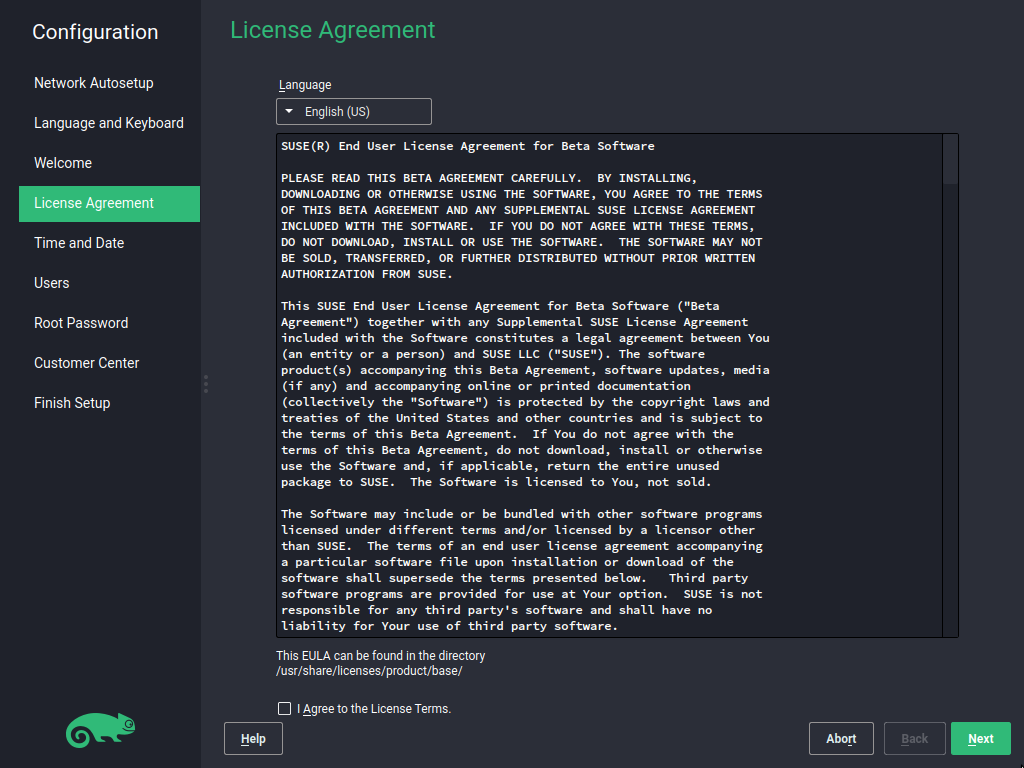 Configuration
Network Autosetup
Language and Keyboard
Welcome
License Agreement
Time and Date
Users
Root Password
Customer Center
Finish Setup
License Agreement
Language
English (US)
SUSE(R) End User License Agreement for Beta Software
PLEASE READ THIS BETA AGREEMENT CAREFULLY.  BY INSTALLING,
DOWNLOADING OR OTHERWISE USING THE SOFTWARE, YOU AGREE TO THE TERMS
OF THIS BETA AGREEMENT AND ANY SUPPLEMENTAL SUSE LICENSE AGREEMENT
INCLUDED WITH THE SOFTWARE.  IF YOU DO NOT AGREE WITH THESE TERMS,
DO NOT DOWNLOAD, INSTALL OR USE THE SOFTWARE.  THE SOFTWARE MAY NOT
BE SOLD, TRANSFERRED, OR FURTHER DISTRIBUTED WITHOUT PRIOR WRITTEN
AUTHORIZATION FROM SUSE.
This SUSE End User License Agreement for Beta Software ("Beta
Agreement") together with any Supplemental SUSE License Agreement
included with the Software constitutes a legal agreement between You
(an entity or a person) and SUSE LLC ("SUSE"). The software
product(s) accompanying this Beta Agreement, software updates, media
(if any) and accompanying online or printed documentation
(collectively the "Software") is protected by the copyright laws and
treaties of the United States and other countries and is subject to
the terms of this Beta Agreement.  If You do not agree with the
terms of this Beta Agreement, do not download, install or otherwise
use the Software and, if applicable, return the entire unused
package to SUSE.  The Software is licensed to You, not sold.
The Software may include or be bundled with other software programs
licensed under different terms and/or licensed by a licensor other
than SUSE.  The terms of an end user license agreement accompanying
a particular software file upon installation or download of the
software shall supersede the terms presented below.   Third party
software programs are provided for use at Your option.  SUSE is not
responsible for any third party's software and shall have no
liability for Your use of third party software.
This EULA can be found in the directory
/usr/share/licenses/product/base/
I Agree to the License Terms.
Help
Abort
Back
Next